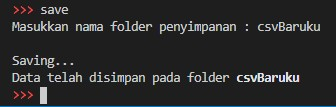 >>> save
Masukkan nama folder penyimpanan : csvBaruku
Saving...
Data telah disimpan pada folder csvBaruku
>>>